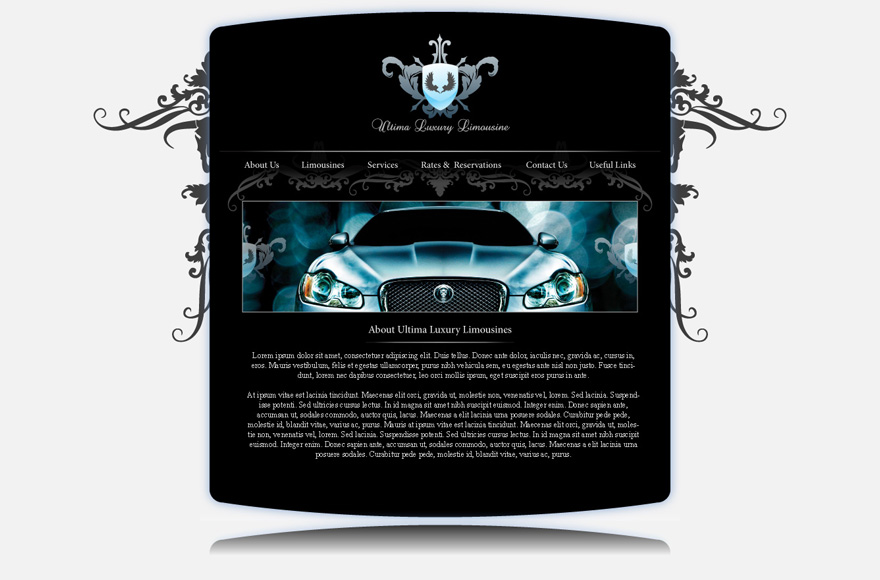 Ultima Luxury Limousine
About Us Limousines Services Rates & Reservations Contact Us Useful Links
About Ultima Luxury Limousines
Lorem ipsum dolor sit amet, consectetuer adipiscing elit. Duis tellus. Donec ante dolor, iaculis nec, gravida ac, cursus in,
eros. Mauris vestibulum, felis et egestas ullamcorper, purus nibh vehicula sem, eu egestas ante nisl non justo. Fusce tinci-
dunt, lorem nec dapibus consectetuer, leo orci mollis ipsum, eget suscipit eros purus in ante.
At ipsum vitae est lacinia tincidunt. Maecenas elit orci, gravida ut, molestie non, venenatis vel, lorem. Sed lacinia. Suspend-
isse potenti. Sed ultricies cursus lectus. In id magna sit amet nibh suscipit euismod. Integer enim. Donec sapien ante,
accumsan ut, sodales commodo, auctor quis, lacus. Maecenas a elit lacinia urna posuere sodales. Curabitur pede pede,
molestie id, blandit vitae, varius ac, purus. Mauris at ipsum vitae est lacinia tincidunt. Maecenas elit orci, gravida ut, moles-
tie non, venenatis vel, lorem. Sed lacinia. Suspendisse potenti. Sed ultricies cursus lectus. In id magna sit amet nibh suscipit
euismod. Integer enim. Donec sapien ante, accumsan ut, sodales commodo, auctor quis, lacus. Maecenas a elit lacinia urna
posuere sodales. Curabitur pede pede, molestie id, blandit vitae, varius ac, purus.